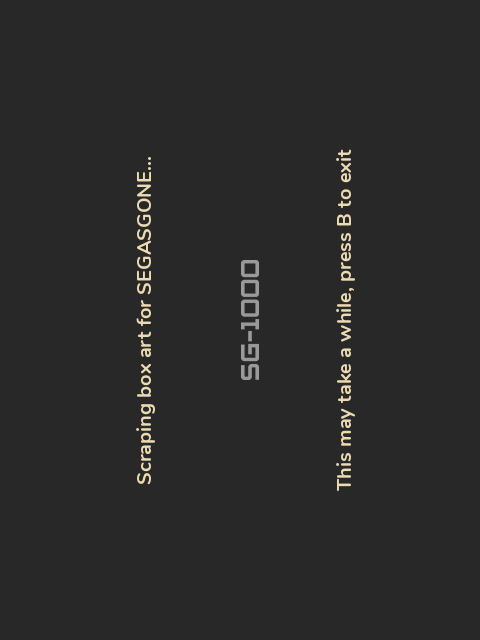 Scraping box art for SEGASGONE...
SG-1000
This may take a while, press B to exit